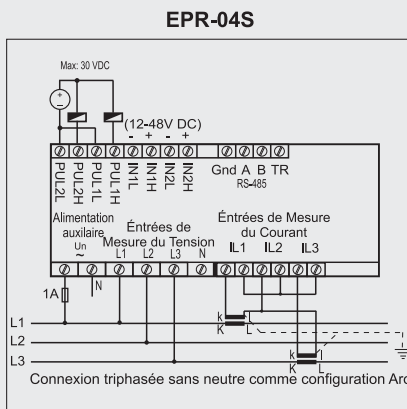 EPR-04S
Max: 30 VDC
(12-48V DC)
- + - +
PUL2L PUL2H PUL1L PUL1H IN1L IN1H IN2L IN2H
Gnd A B TR
RS-485
Alimentation
auxilaire
Un
~
Entrées de
Mesure du Tension
L1 L2 L3 N
Entrées de Mesure
du Courant
IL1 IL2 IL3
1A
N
L1
k l
K L
L2
L3
k l
K L
Connexion triphasée sans neutre comme configuration Aro